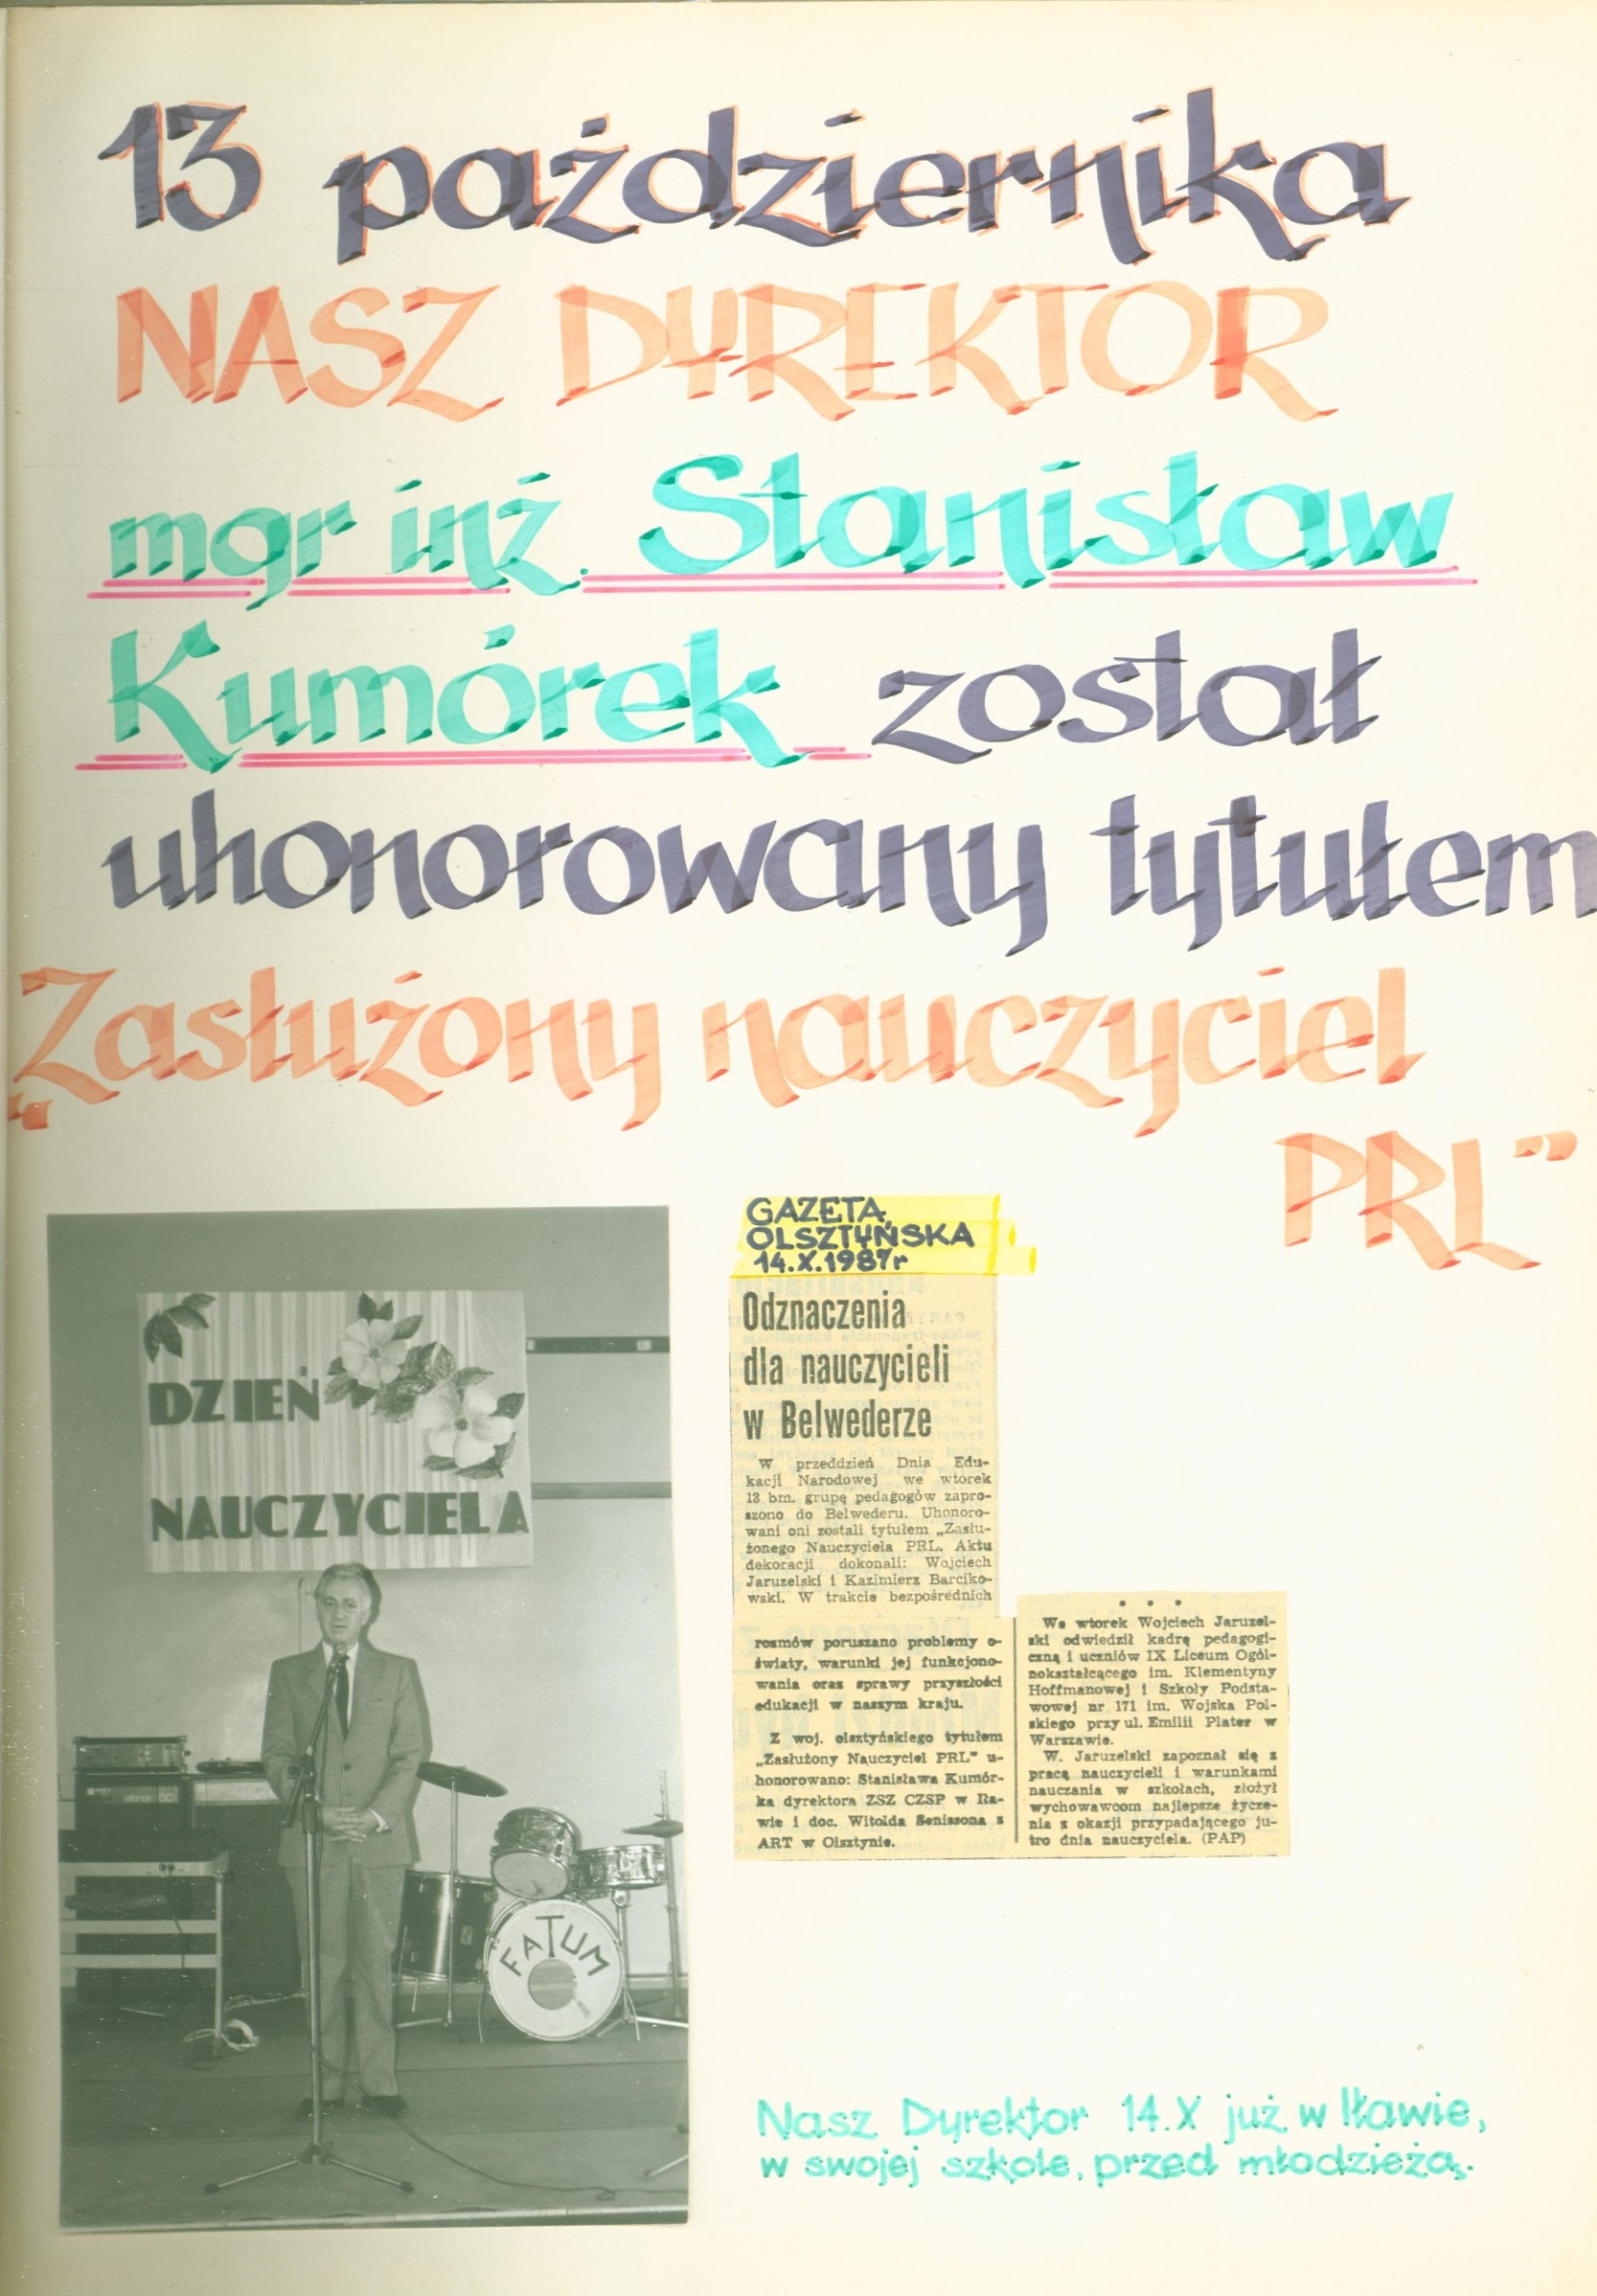 13 października
NASZ DYREKTOR
mgr inż. Stanisław
Kumórek został
uhonorowany tytułem
„Zasłużony nauczyciel
PRL”
DZIEŃ
NAUCZYCIELA
FATUM
GAZETA
OLSZTYŃSKA
14.X.1987r
Odznaczenia
dla nauczycieli
w Belwederze
W przeddzień Dnia Edu-
kacji Narodowej we wtorek
13 bm. grupę pedagogów zapro-
szono do Belwederu. Uhonoro-
wani oni zostali tytułem „Zasłu-
żonego Nauczyciela PRL. Aktu
dekoracji dokonali: Wojciech
Jaruzelski i Kazimierz Barciko-
wski. W trakcie bezpośrednich
rozmów poruszano problemy o-
światy, warunki jej funkcjono-
wania oraz sprawy przyszłości
edukacji w naszym kraju.
Z woj. olsztyńskiego tytułem
„Zasłużony Nauczyciel PRL” u-
honorowano: Stanisława Kumór-
ka dyrektora ZSZ CZSP w Iła-
wie i doc. Witolda Senissona z
ART w Olsztynie.
• • •
We wtorek Wojciech Jaruzel-
ski odwiedził kadrę pedagogi-
czną i uczniów IX Liceum Ogól-
nokształcącego im. Klementyny
Hoffmanowej i Szkoły Podsta-
wowej nr 171 im. Wojska Pol-
skiego przy ul. Emilii Plater w
Warszawie.
W. Jaruzelski zapoznał się z
pracą nauczycieli i warunkami
nauczania w szkołach, złożył
wychowawcom najlepsze życze-
nia z okazji przypadającego ju-
tro dnia nauczyciela. (PAP)
Nasz Dyrektor 14.X już w Iławie,
w swojej szkole, przed młodzieżą.